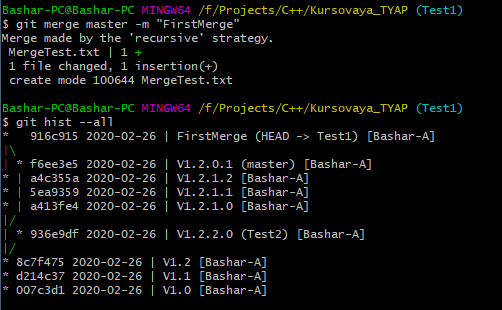 Bashar-PC@Bashar-PC MINGW64 /f/Projects/C++/Kursovaya_TYAP (Test1)
$ git merge master -m "FirstMerge"
Merge made by the 'recursive' strategy.
 MergeTest.txt | 1 +
 1 file changed, 1 insertion(+)
 create mode 100644 MergeTest.txt

Bashar-PC@Bashar-PC MINGW64 /f/Projects/C++/Kursovaya_TYAP (Test1)
$ git hist --all
*   916c915 2020-02-26 | FirstMerge (HEAD -> Test1) [Bashar-A]
|\
| * f6ee3e5 2020-02-26 | V1.2.0.1 (master) [Bashar-A]
* | a4c355a 2020-02-26 | V1.2.1.2 [Bashar-A]
* | 5ea9359 2020-02-26 | V1.2.1.1 [Bashar-A]
* | a413fe4 2020-02-26 | V1.2.1.0 [Bashar-A]
|/
| * 936e9df 2020-02-26 | V1.2.2.0 (Test2) [Bashar-A]
|/
* 8c7f475 2020-02-26 | V1.2 [Bashar-A]
* d214c37 2020-02-26 | V1.1 [Bashar-A]
* 007c3d1 2020-02-26 | V1.0 [Bashar-A]